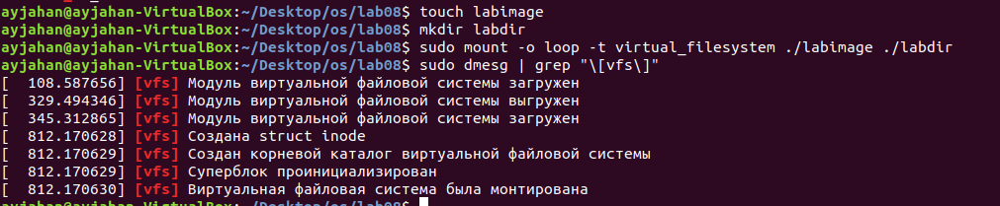 ayjahan@ayjahan-VirtualBox:~/Desktop/os/lab08$ touch labimage
ayjahan@ayjahan-VirtualBox:~/Desktop/os/lab08$ mkdir labdir
ayjahan@ayjahan-VirtualBox:~/Desktop/os/lab08$ sudo mount -o loop -t virtual_filesystem ./labimage ./labdir
ayjahan@ayjahan-VirtualBox:~/Desktop/os/lab08$ sudo dmesg | grep "\[vfs\]"
[  108.587656] [vfs] Модуль виртуальной файловой системы загружен
[  329.494346] [vfs] Модуль виртуальной файловой системы выгружен
[  345.312865] [vfs] Модуль виртуальной файловой системы загружен
[  812.170628] [vfs] Создана struct inode
[  812.170629] [vfs] Создан корневой каталог виртуальной файловой системы
[  812.170629] [vfs] Суперблок проинициализирован
[  812.170630] [vfs] Виртуальная файловая система была монтирована
ayjahan@ayjahan-VirtualBox:~/Desktop/os/lab08$